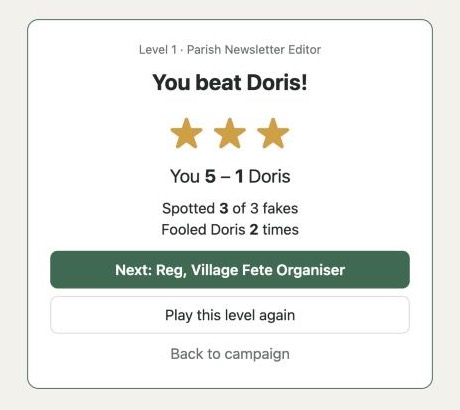 Level 1 · Parish Newsletter Editor
You beat Doris!
You 5 – 1 Doris
Spotted 3 of 3 fakes
Fooled Doris 2 times
Next: Reg, Village Fete Organiser
Play this level again
Back to campaign